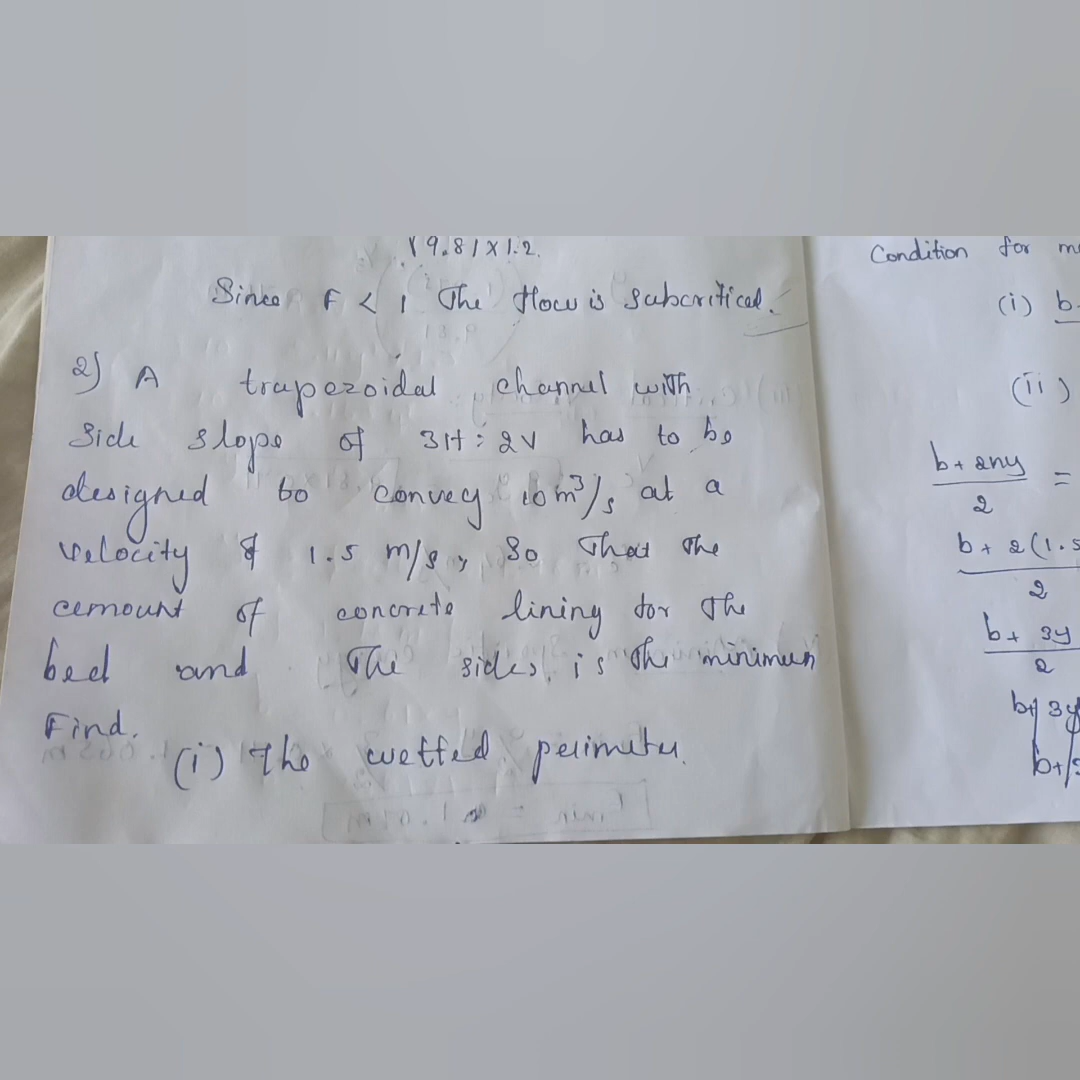 √9.81×1.2.
Since F < 1 The flow is subcritical.
2) A trapezoidal channel with
side slope of 3H : 2V has to be
designed to convey 10 m³/s at a
velocity of 1.5 m/s, so that the
amount of concrete lining for the
bed and the sides is the minimum
Find.
(i) The wetted perimeter.
Condition for
(i) b
(ii)
b+2ny
=
2
b+2(1.5
2
b+3y
2
b+3y
b+